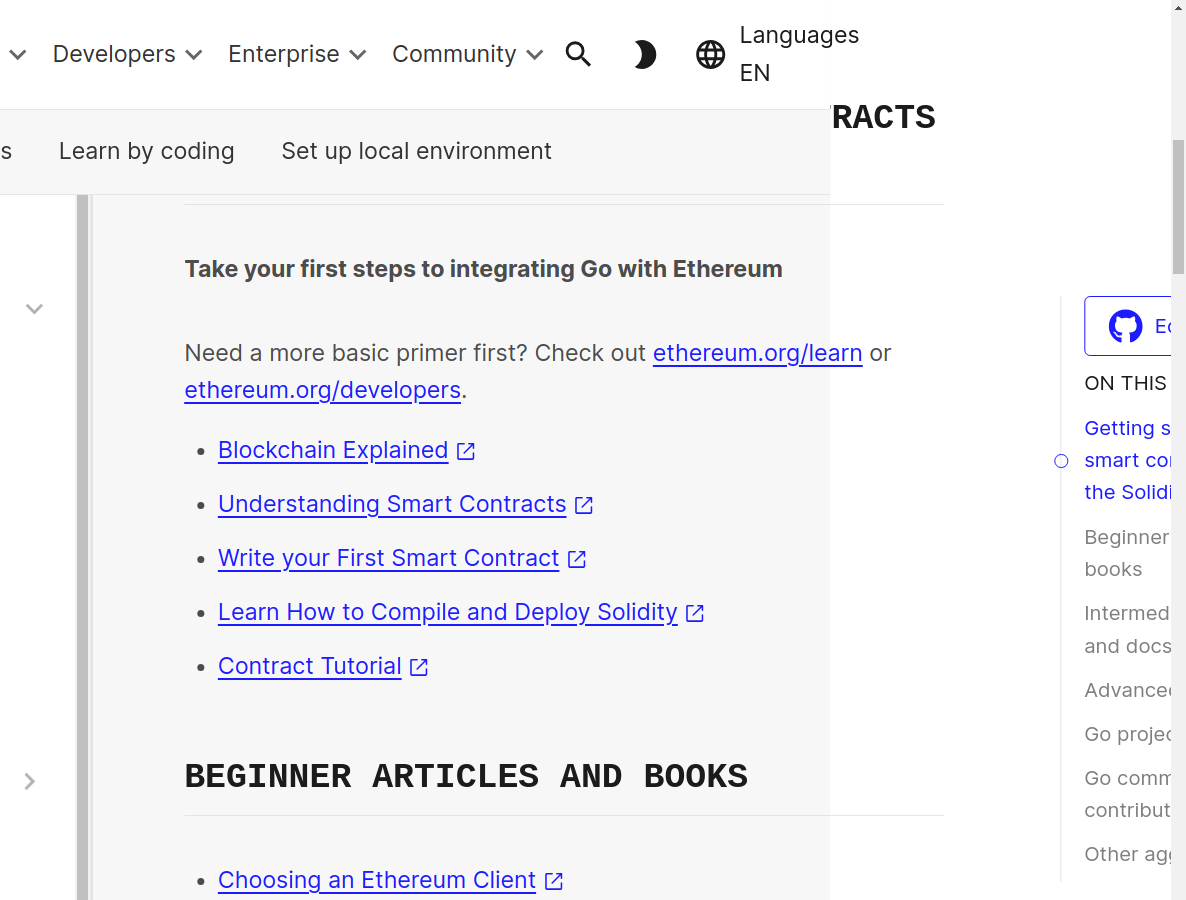 Developers
Enterprise
Community
Languages
EN
RACTS
s
Learn by coding
Set up local environment
Take your first steps to integrating Go with Ethereum
Need a more basic primer first? Check out ethereum.org/learn or
ethereum.org/developers.
Blockchain Explained
Understanding Smart Contracts
Write your First Smart Contract
Learn How to Compile and Deploy Solidity
Contract Tutorial
BEGINNER ARTICLES AND BOOKS
Choosing an Ethereum Client
ON THIS
Getting s
smart co
the Solid
Beginner
books
Intermed
and docs
Advance
Go projec
Go comm
contribut
Other ag